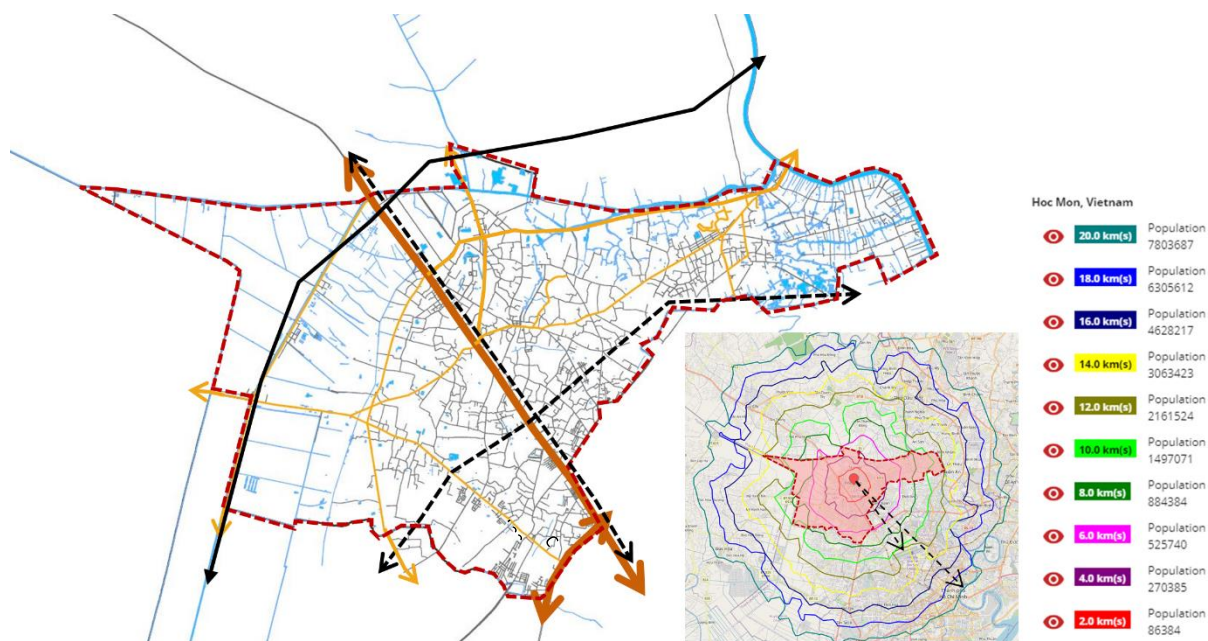 Hoc Mon, Vietnam
20.0 km(s)
Population
7803687
18.0 km(s)
Population
6305612
16.0 km(s)
Population
4628217
14.0 km(s)
Population
3063423
12.0 km(s)
Population
2161524
10.0 km(s)
Population
1497071
8.0 km(s)
Population
884384
6.0 km(s)
Population
525740
4.0 km(s)
Population
270385
2.0 km(s)
Population
86384